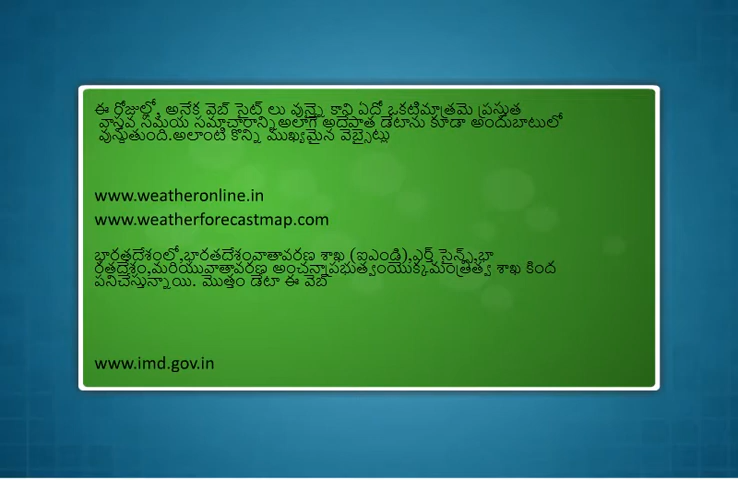 ఈ రోజుల్లో, అనేక వెబ్ సైట్ లు వున్నై కాని ఏదో ఒకటిమాత్రమె ప్రస్తుత
వాస్తవ సమయ సమాచారాన్నిఅలాగే అదేపాత డేటాను కూడా అందుబాటులో
వుస్తుతుంది.అలాంటి కొన్ని ముఖ్యమైన వెబ్సైట్లు
www.weatheronline.in
www.weatherforecastmap.com
భారతదేశంలో,భారతదేశంవాతావరణ శాఖ (ఐఎండి),ఎర్త్ సైన్స్,భా
రతదేశం,మరియువాతావరణ అంచనాప్రభుత్వంయొక్కమంత్రిత్వ శాఖ కింద
పనిచేస్తున్నాయి. మొత్తం డేటా ఈ వెబ్
www.imd.gov.in